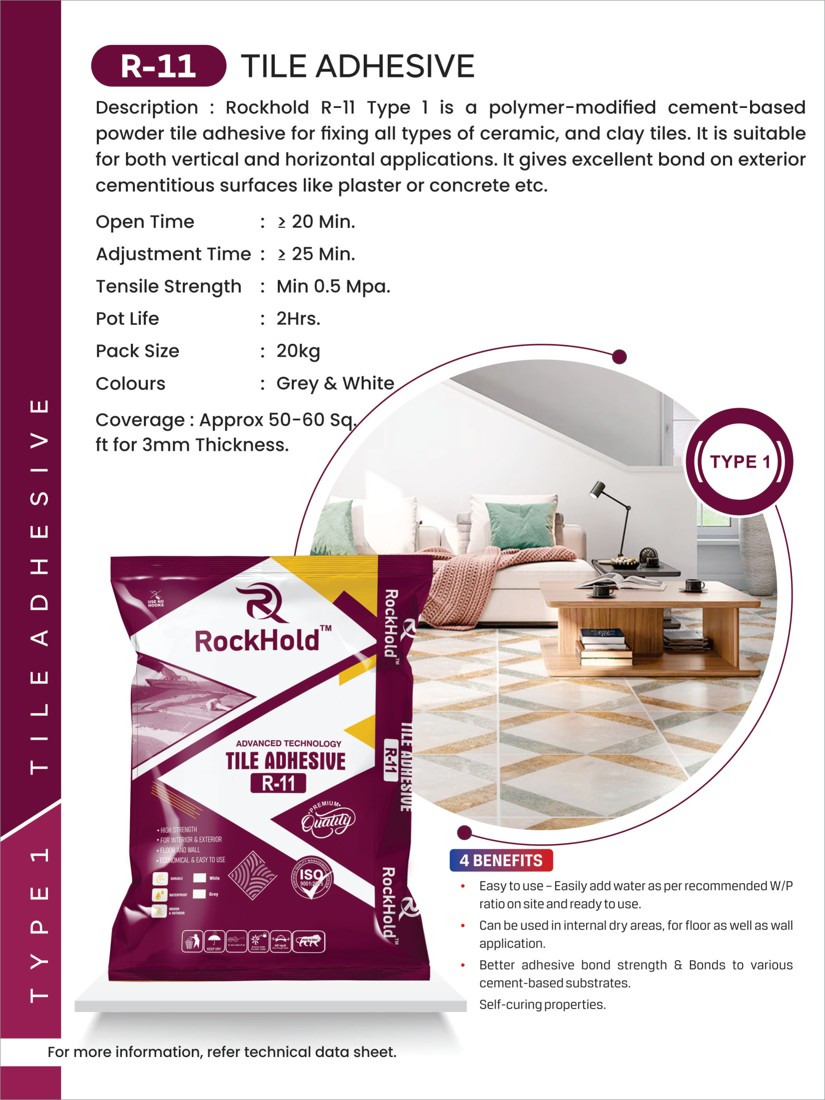 R-11 TILE ADHESIVE
Description : Rockhold R-11 Type 1 is a polymer-modified cement-based
powder tile adhesive for fixing all types of ceramic, and clay tiles. It is suitable
for both vertical and horizontal applications. It gives excellent bond on exterior
cementitious surfaces like plaster or concrete etc.
Open Time : ≥ 20 Min.
Adjustment Time : ≥ 25 Min.
Tensile Strength : Min 0.5 Mpa.
Pot Life : 2Hrs.
Pack Size : 20kg
Colours : Grey & White
Coverage : Approx 50-60 Sq.
ft for 3mm Thickness.
TYPE 1
TYPE 1 TILE ADHESIVE
USE NO
HOOKS
RockHold™
ADVANCED TECHNOLOGY
TILE ADHESIVE
R-11
PREMIUM
Quality
• HIGH STRENGTH
• FOR INTERIOR & EXTERIOR
• FLOOR AND WALL
• ECONOMICAL & EASY TO USE
White
Grey
ISO
RockHold™
TILE ADHESIVE
R-11
RockHold™
4 BENEFITS
• Easy to use – Easily add water as per recommended W/P
ratio on site and ready to use.
• Can be used in internal dry areas, for floor as well as wall
application.
• Better adhesive bond strength & Bonds to various
cement-based substrates.
Self-curing properties.
For more information, refer technical data sheet.